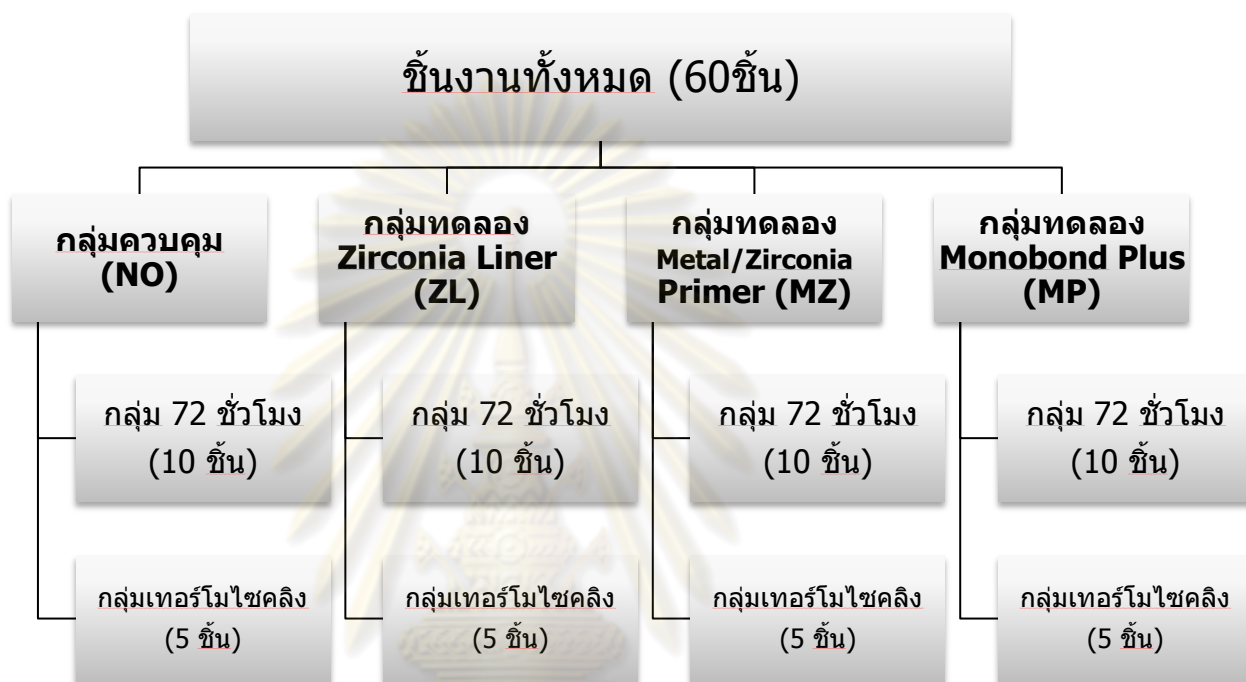 ชิ้นงานทั้งหมด (60ชิ้น)
กลุ่มควบคุม
(NO)
กลุ่มทดลอง
Zirconia Liner
(ZL)
กลุ่มทดลอง
Metal/Zirconia
Primer (MZ)
กลุ่มทดลอง
Monobond Plus
(MP)
กลุ่ม 72 ชั่วโมง
(10 ชิ้น)
กลุ่ม 72 ชั่วโมง
(10 ชิ้น)
กลุ่ม 72 ชั่วโมง
(10 ชิ้น)
กลุ่ม 72 ชั่วโมง
(10 ชิ้น)
กลุ่มเทอร์โมไซคลิง
(5 ชิ้น)
กลุ่มเทอร์โมไซคลิง
(5 ชิ้น)
กลุ่มเทอร์โมไซคลิง
(5 ชิ้น)
กลุ่มเทอร์โมไซคลิง
(5 ชิ้น)